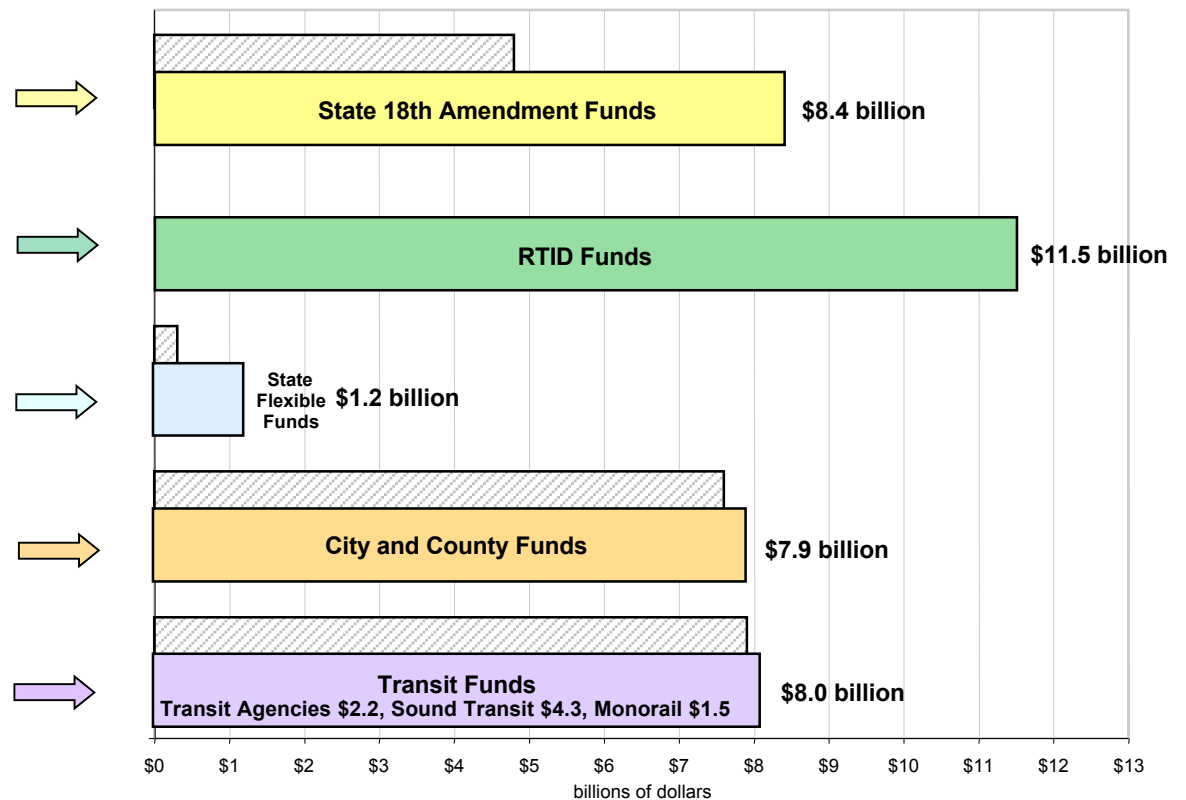 State 18th Amendment Funds
$8.4 billion
RTID Funds
$11.5 billion
State
Flexible
Funds
$1.2 billion
City and County Funds
$7.9 billion
Transit Funds
Transit Agencies $2.2, Sound Transit $4.3, Monorail $1.5
$8.0 billion
$0 $1 $2 $3 $4 $5 $6 $7 $8 $9 $10 $11 $12 $13
billions of dollars